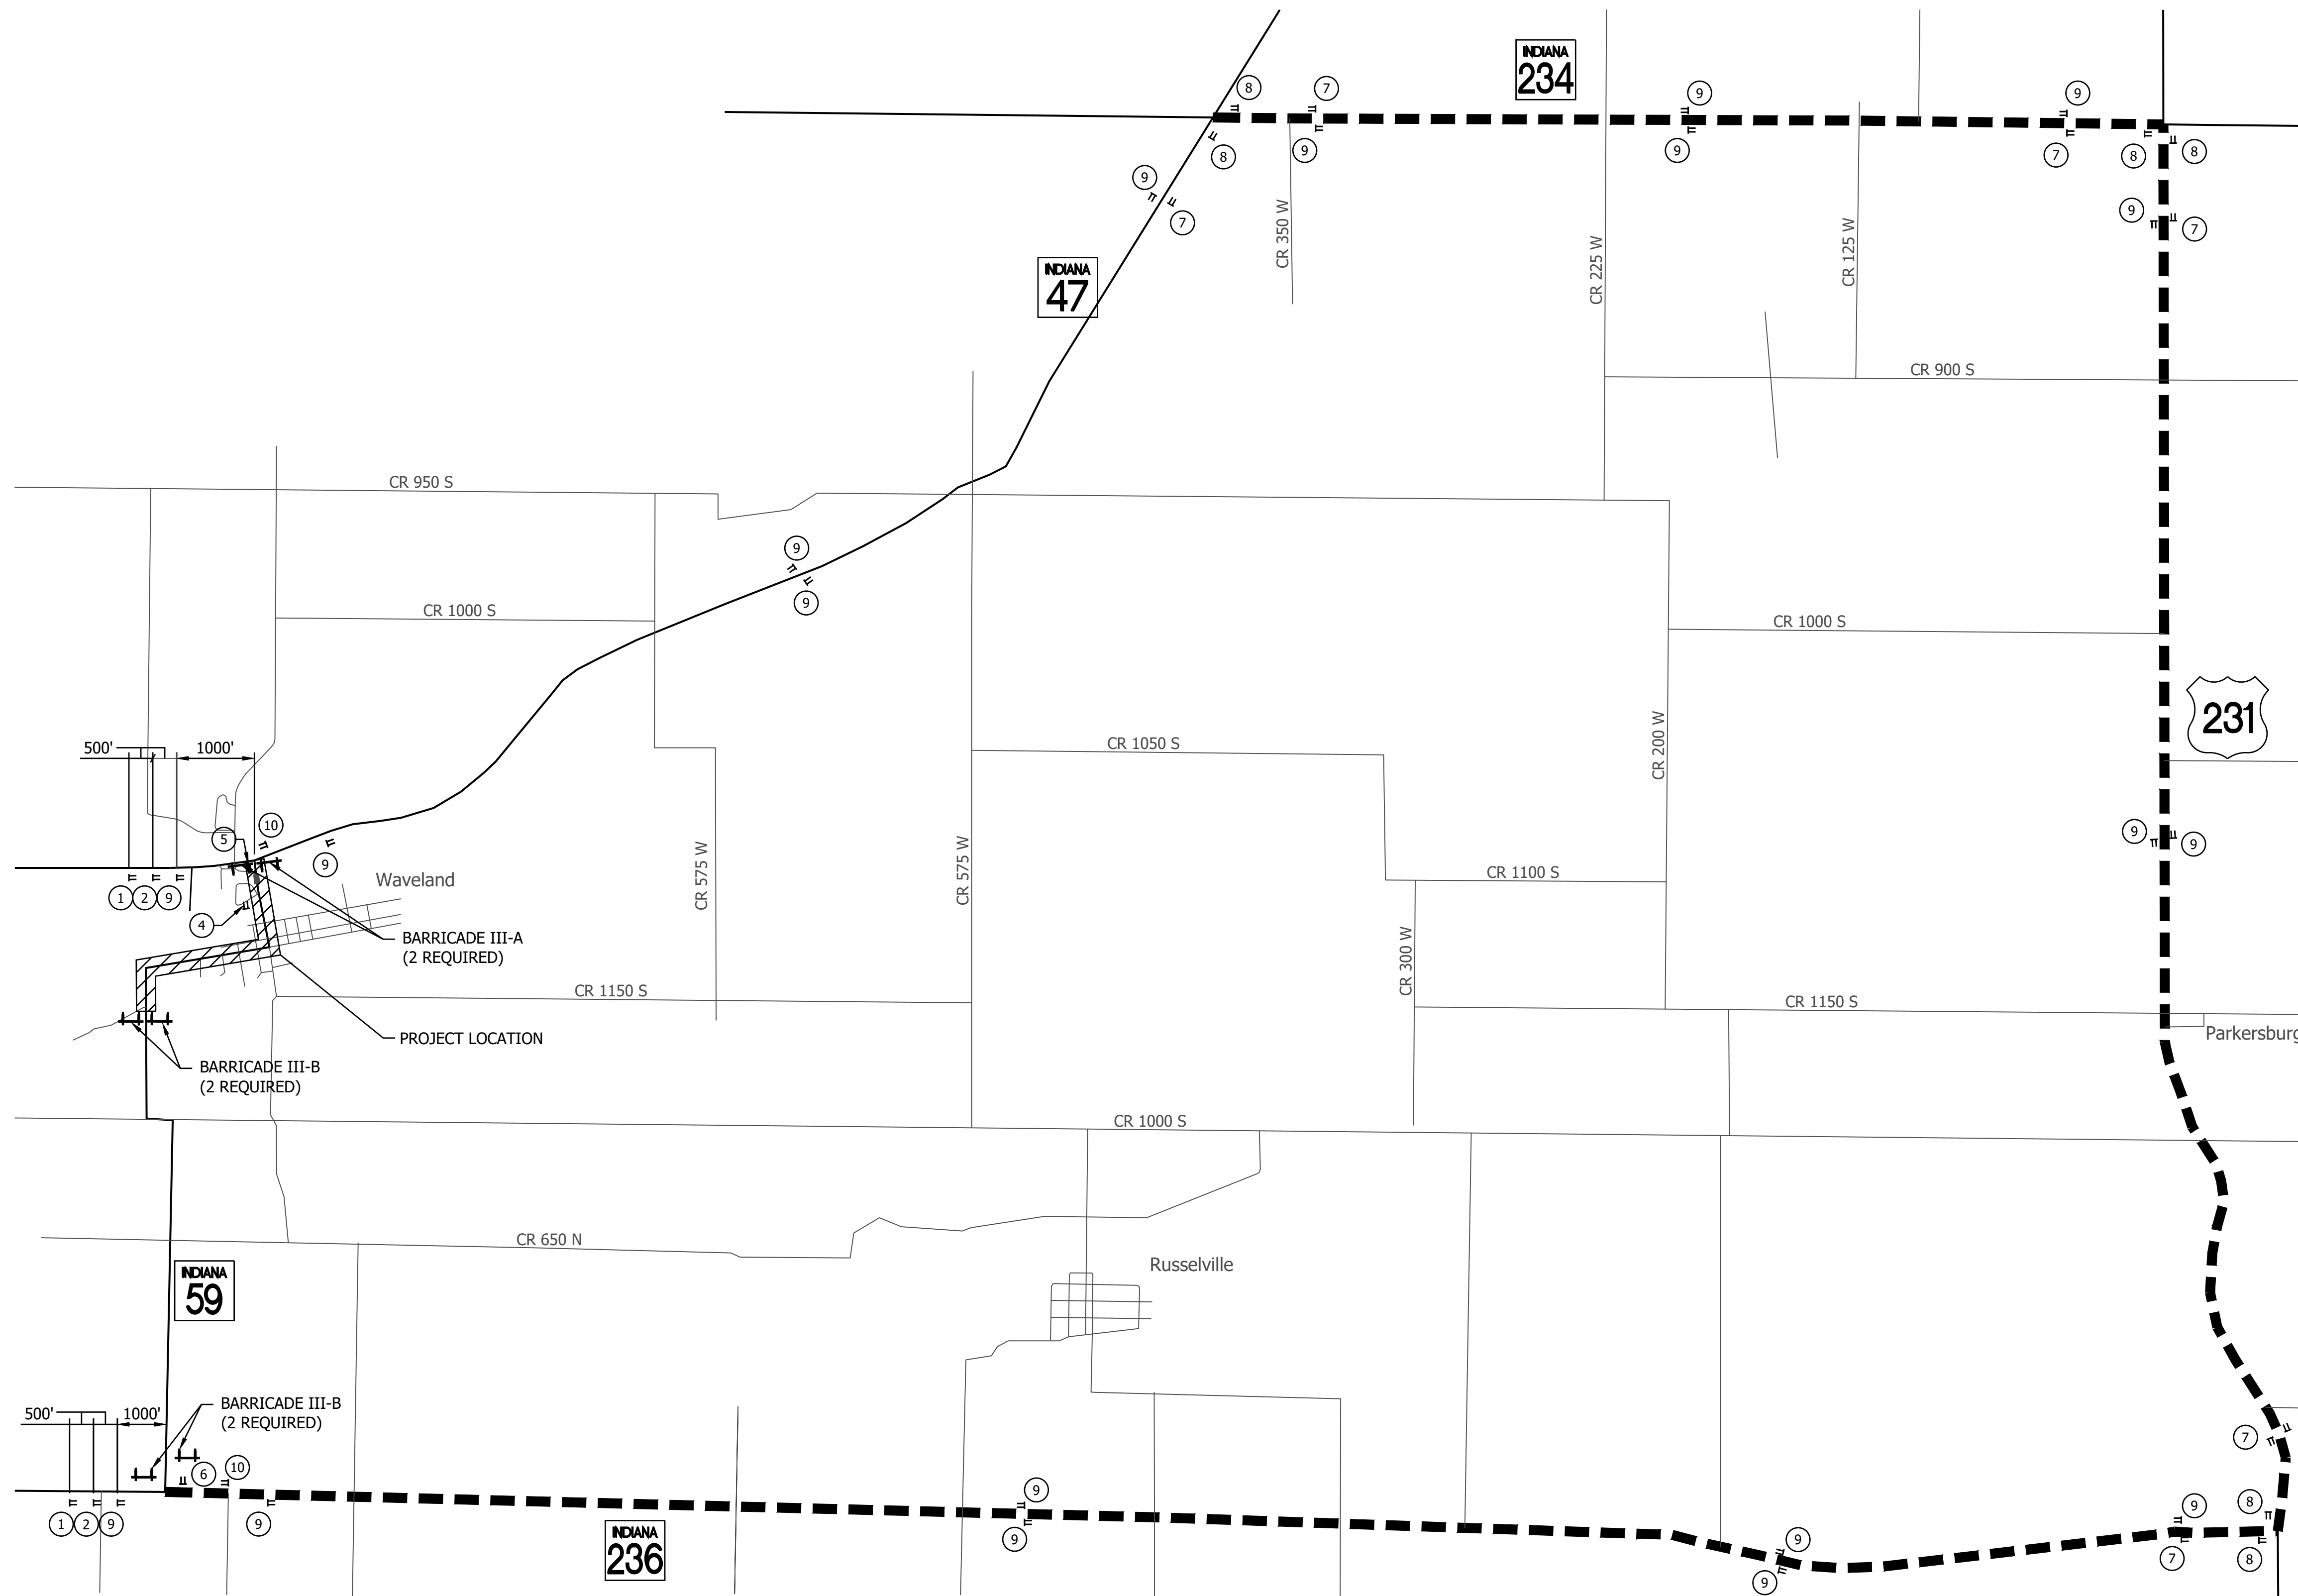 INDIANA
234
8
7
9
9
8
9
9
7
8
8
9
7
9
7
INDIANA
47
CR 350 W
CR 225 W
CR 125 W
CR 900 S
CR 950 S
9
9
CR 1000 S
CR 1000 S
CR 200 W
231
500'
1000'
CR 1050 S
10
5
9
9
9
CR 575 W
CR 575 W
CR 1100 S
Waveland
1
2
9
4
BARRICADE III-A
(2 REQUIRED)
CR 300 W
CR 1150 S
CR 1150 S
PROJECT LOCATION
Parkersburg
BARRICADE III-B
(2 REQUIRED)
CR 1000 S
CR 650 N
Russelville
INDIANA
59
BARRICADE III-B
(2 REQUIRED)
500'
1000'
7
6
10
9
9
8
1
2
9
9
9
9
INDIANA
236
7
8
9